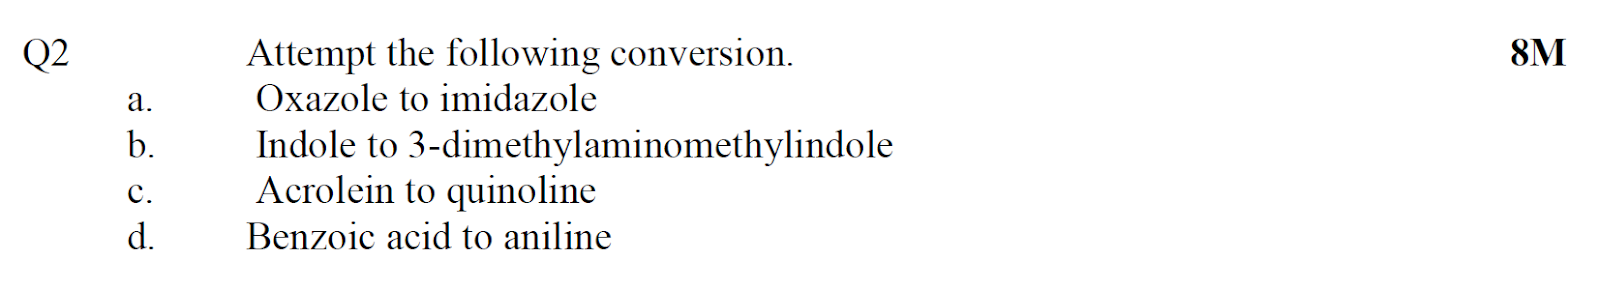 Q2 Attempt the following conversion. 8M
a. Oxazole to imidazole
b. Indole to 3-dimethylaminomethylindole
c. Acrolein to quinoline
d. Benzoic acid to aniline